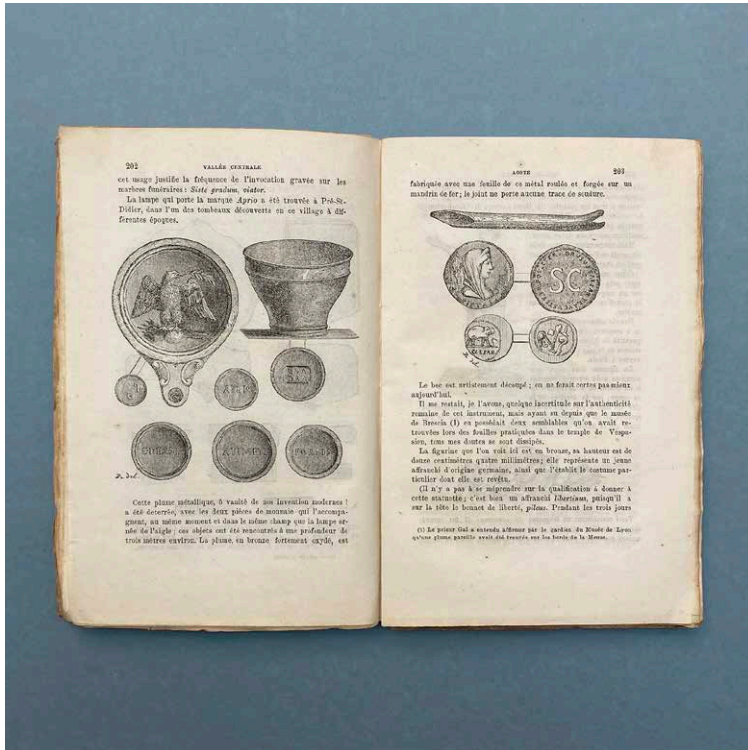 202
VALLÉE CENTRALE
cet usage justifie la fréquence de l'invocation gravée sur les
marbres funéraires : Siste gradum, viator.
La lampe qui porte la marque Aprio a été trouvée à Pré-St-
Didier, dans l'un des tombeaux découverts en ce village à dif-
férentes époques.
Cette plume métallique, ô vanité de nos invention modernes !
a été deterrée, avec les deux pièces de monnaie qui l'accompa-
gnent, au même moment et dans le même champ que la lampe or-
née de l'aigle ; ces objets ont été rencontrés à une profondeur de
trois mètres environ. La plume, en bronze fortement oxydé, est
AOSTE
203
fabriquée avec une feuille de ce métal roulée et forgée sur un
mandrin de fer ; le joint ne porte aucune trace de soudure.
SC
Le bec est artistement découpé ; on ne ferait certes pas mieux
aujourd'hui.
Il me restait, je l'avoue, quelque incertitude sur l'authenticité
romaine de cet instrument, mais ayant su depuis que le musée
de Brescia (1) en possédait deux semblables qu'on avait re-
trouvées lors des fouilles pratiquées dans le temple de Vespa-
sien, tous mes doutes se sont dissipés.
La figurine que l'on voit ici est en bronze, sa hauteur est de
douze centimètres quatre millimètres ; elle représente un jeune
affranchi d'origine germaine, ainsi que l'établit le costume par-
ticulier dont elle est revêtu.
(Il n'y a pas à se méprendre sur la qualification à donner à
cette statuette ; c'est bien un affranchi libertinus, puisqu'il a
sur la tête le bonnet de liberté, pileus. Pendant les trois jours
(1) Le prieur Gal a entendu affirmer par le gardien du Musée de Lyon
qu'une plume pareille avait été trouvée sur les bords de la Meuse.